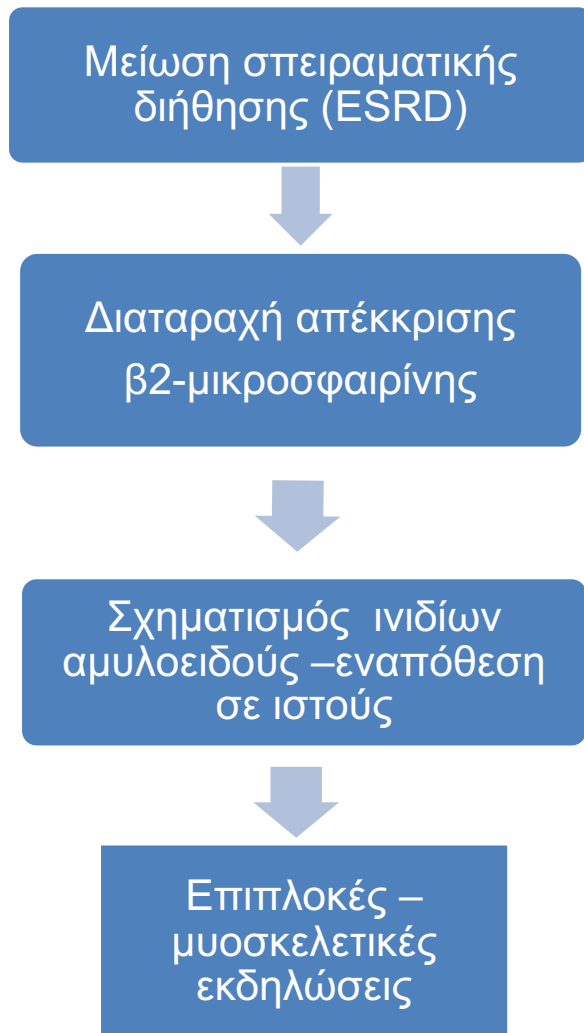 Μείωση σπειραματικής
διήθησης (ESRD)
Διαταραχή απέκκρισης
β2-μικροσφαιρίνης
Σχηματισμός ινιδίων
αμυλοειδούς –εναπόθεση
σε ιστούς
Επιπλοκές –
μυοσκελετικές
εκδηλώσεις